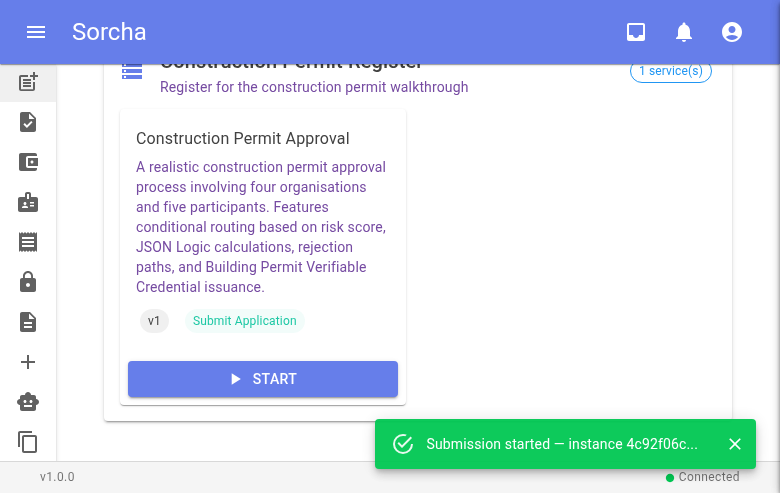 Sorcha
Construction Permit Register
1 service(s)
Register for the construction permit walkthrough
Construction Permit Approval
A realistic construction permit approval
process involving four organisations
and five participants. Features
conditional routing based on risk score,
JSON Logic calculations, rejection
paths, and Building Permit Verifiable
Credential issuance.
v1
Submit Application
START
Submission started — instance 4c92f06c...
v1.0.0
Connected